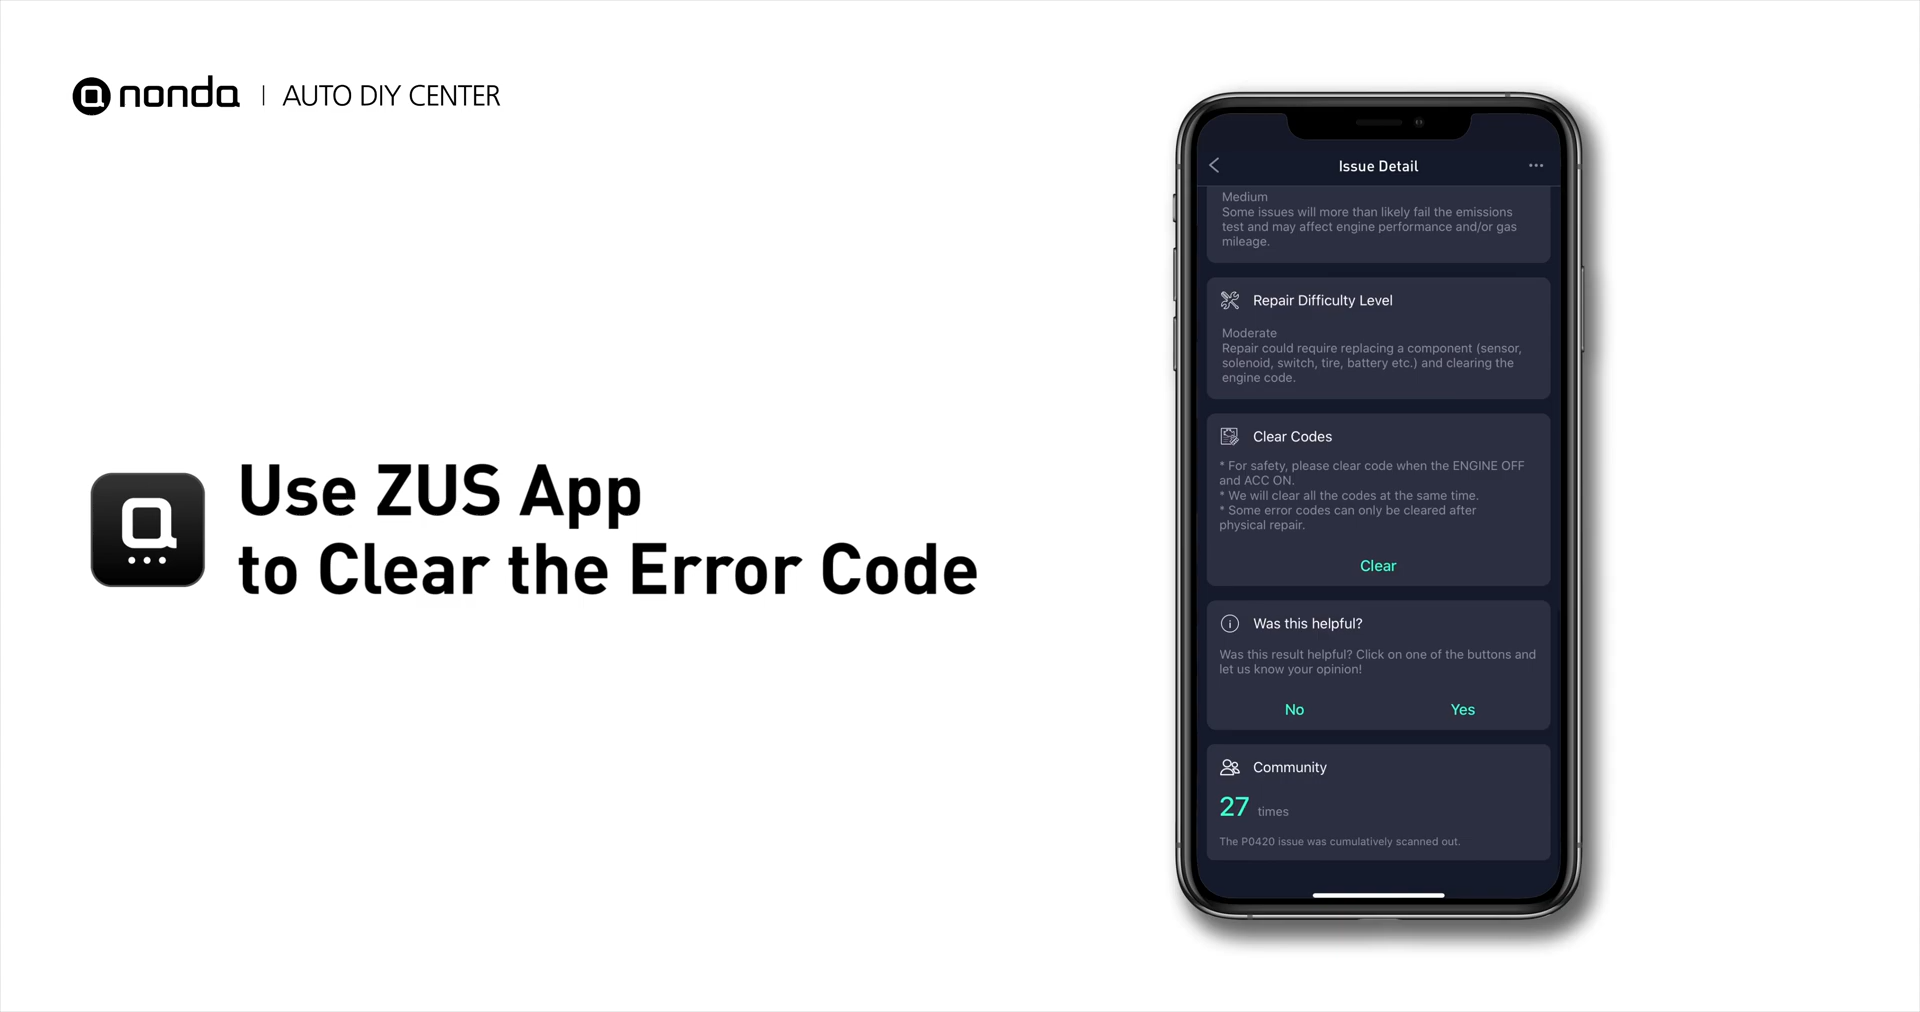 nonda | AUTO DIY CENTER
Use ZUS App
to Clear the Error Code
Issue Detail
Medium
Some issues will more than likely fail the emissions
test and may affect engine performance and/or gas
mileage.
Repair Difficulty Level
Moderate
Repair could require replacing a component (sensor,
solenoid, switch, tire, battery etc.) and clearing the
engine code.
Clear Codes
* For safety, please clear code when the ENGINE OFF
and ACC ON.
* We will clear all the codes at the same time.
* Some error codes can only be cleared after
physical repair.
Clear
Was this helpful?
Was this result helpful? Click on one of the buttons and
let us know your opinion!
No Yes
Community
27 times
The P0420 issue was cumulatively scanned out.